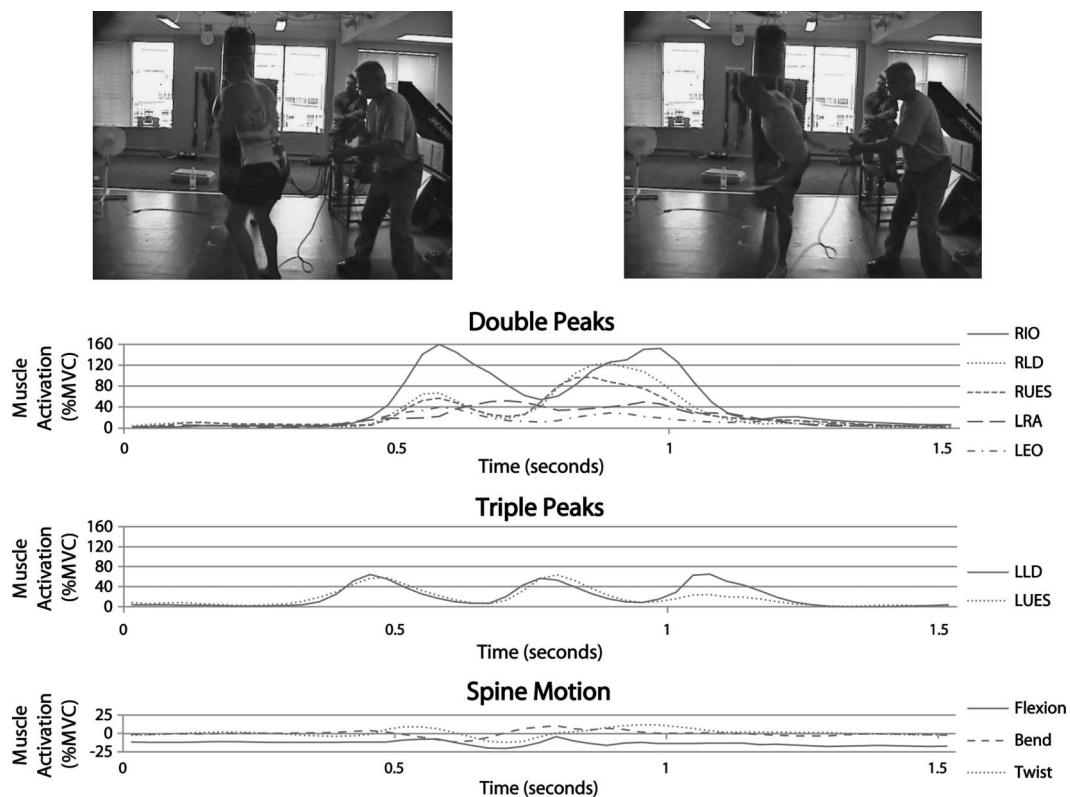 Double Peaks
Muscle
Activation
(%MVC)
160
120
80
40
0
0
0.5
1
1.5
Time (seconds)
RIO
RLD
RUES
LRA
LEO
Triple Peaks
Muscle
Activation
(%MVC)
160
120
80
40
0
0
0.5
1
1.5
Time (seconds)
LLD
LUES
Spine Motion
Muscle
Activation
(%MVC)
25
0
-25
0
0.5
1
1.5
Time (seconds)
Flexion
Bend
Twist